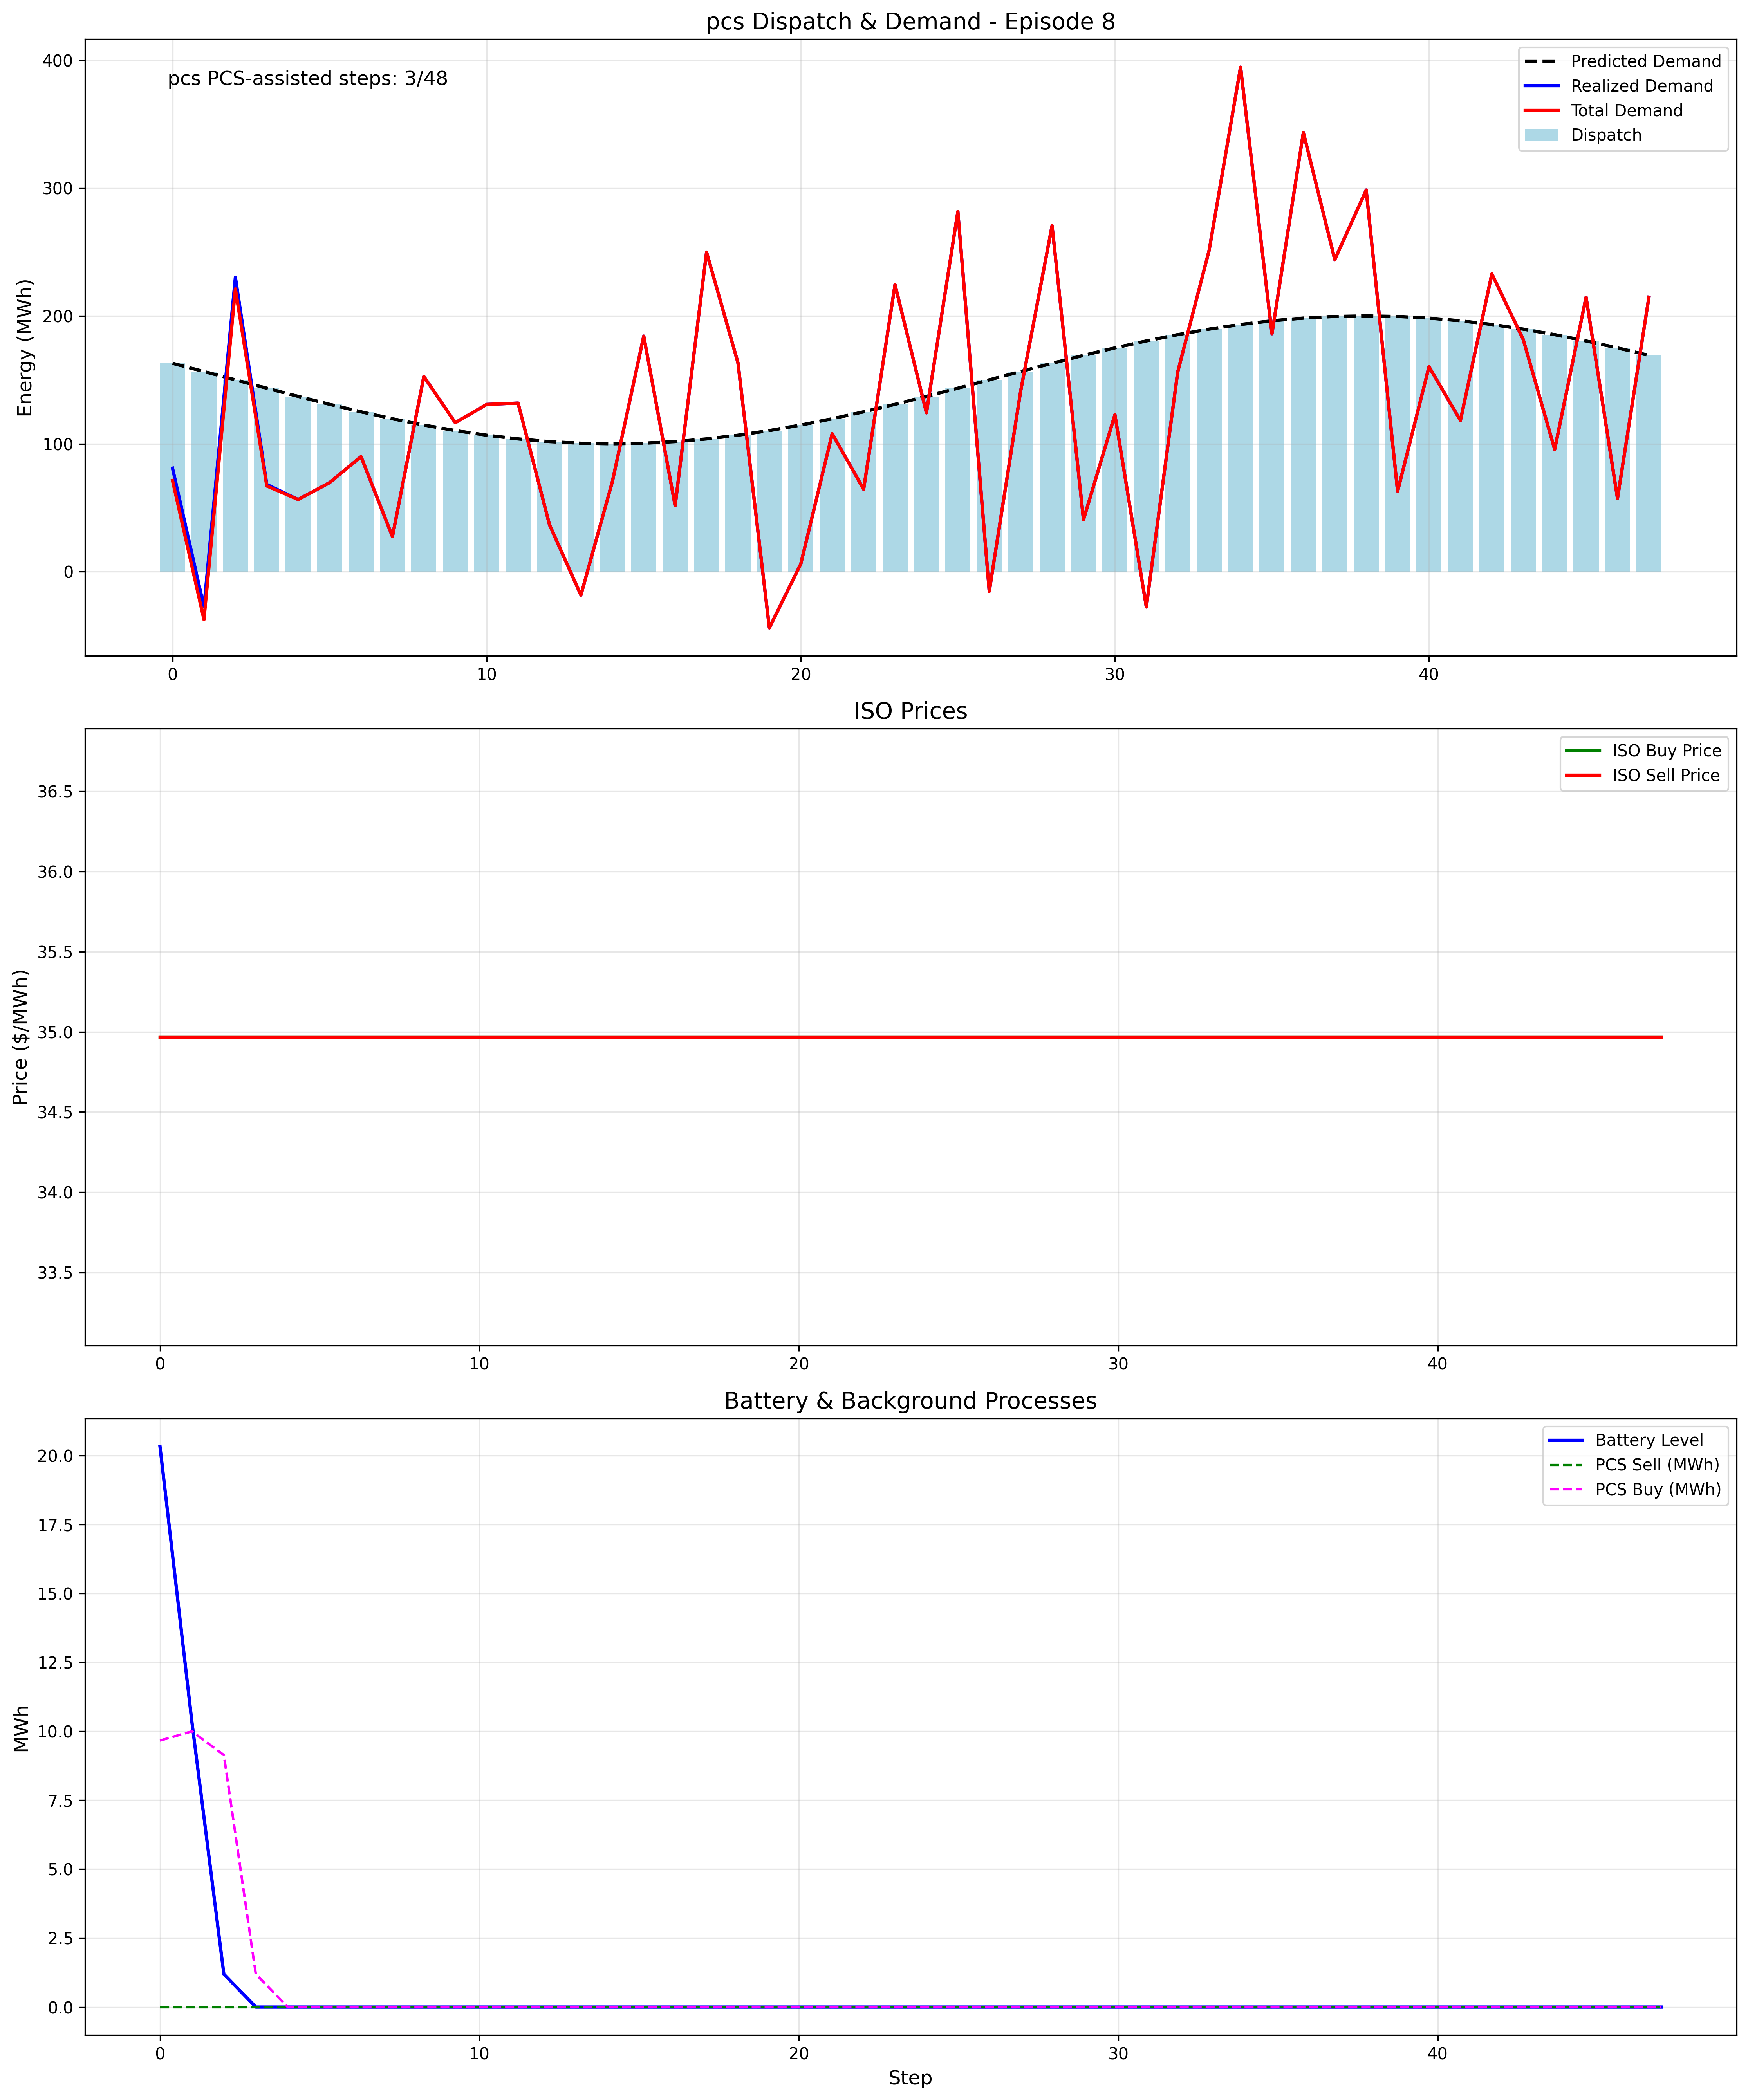 pcs Dispatch & Demand - Episode 8
pcs PCS-assisted steps: 3/48
Predicted Demand
Realized Demand
Total Demand
Dispatch
Energy (MWh)
400
300
200
100
0
0 10 20 30 40
ISO Prices
ISO Buy Price
ISO Sell Price
Price ($/MWh)
36.5
36.0
35.5
35.0
34.5
34.0
33.5
0 10 20 30 40
Battery & Background Processes
Battery Level
PCS Sell (MWh)
PCS Buy (MWh)
MWh
20.0
17.5
15.0
12.5
10.0
7.5
5.0
2.5
0.0
0 10 20 30 40
Step